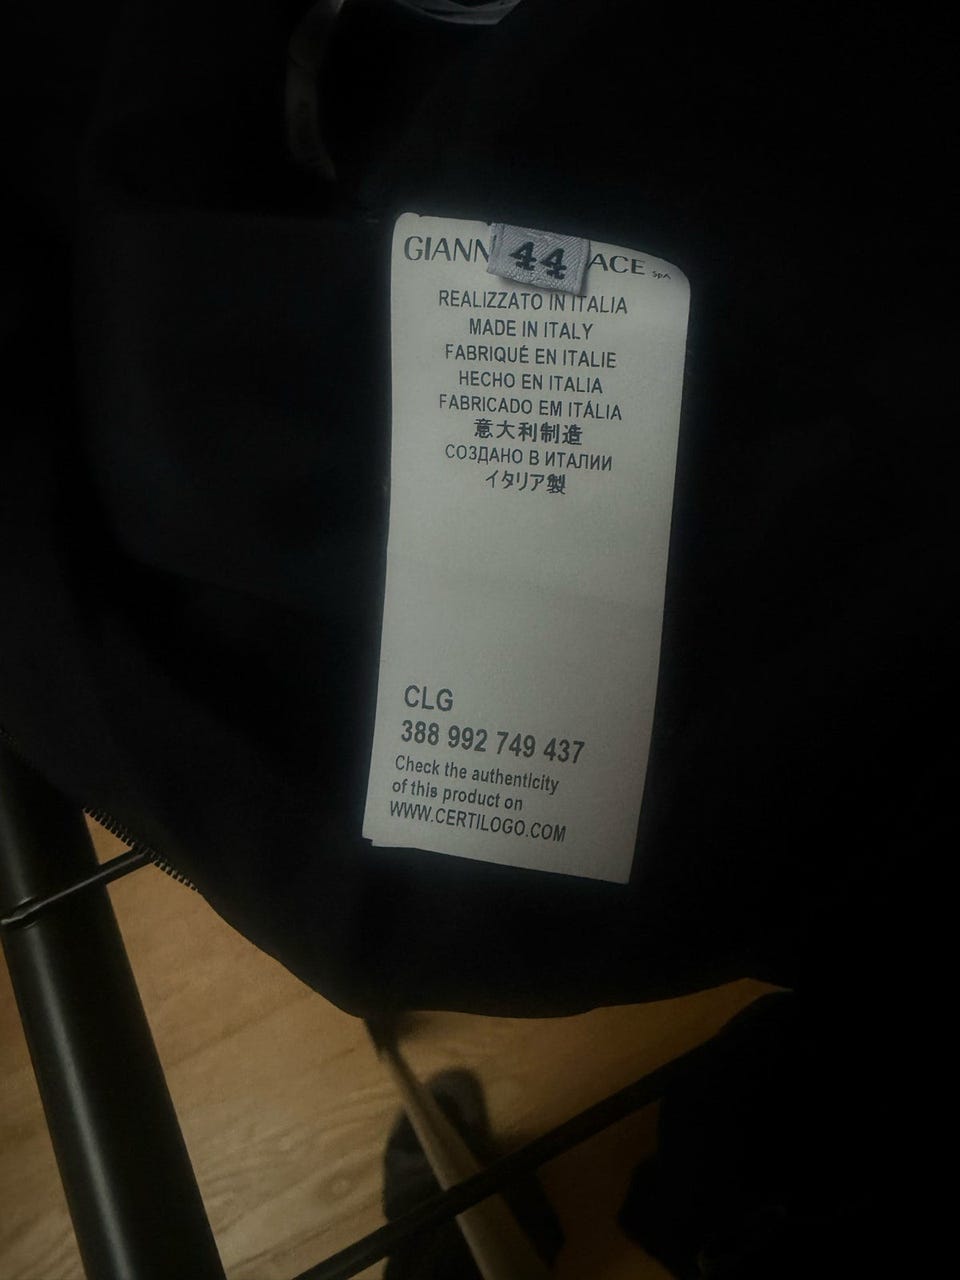 GIANN 44 ACE SpA
REALIZZATO IN ITALIA
MADE IN ITALY
FABRIQUÉ EN ITALIE
HECHO EN ITALIA
FABRICADO EM ITÁLIA
意大利制造
СОЗДАНО В ИТАЛИИ
イタリア製
CLG
388 992 749 437
Check the authenticity
of this product on
WWW.CERTILOGO.COM